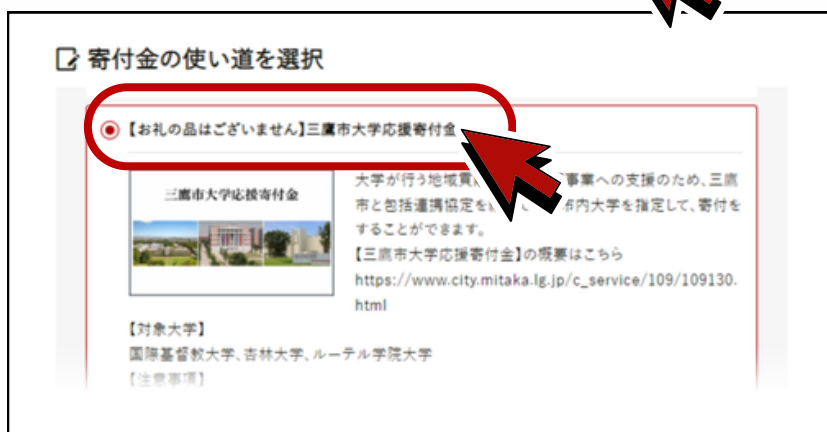 寄付金の使い道を選択
【お礼の品はございません】三鷹市大学応援寄付金
三鷹市大学応援寄付金
大学が行う地域貢 事業への支援のため、三鷹
市と包括連携協定を 市内大学を指定して、寄付を
することができます。
【三鷹市大学応援寄付金】の概要はこちら
https://www.city.mitaka.lg.jp/c_service/109/109130.
html
【対象大学】
国際基督教大学、杏林大学、ルーテル学院大学
【注意事項】